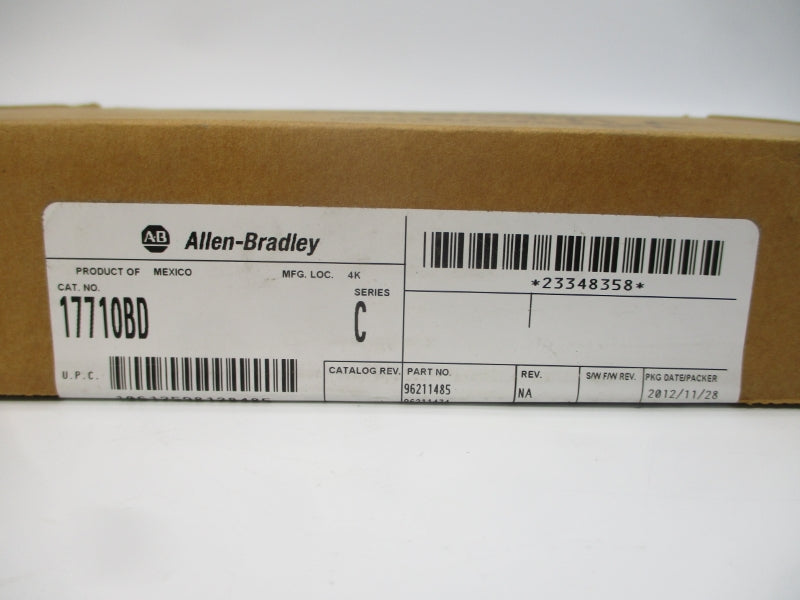 AB Allen-Bradley
PRODUCT OF MEXICO MFG. LOC. 4K
CAT. NO. SERIES
17710BD C
U.P.C.
*23348358*
CATALOG REV. PART NO. REV. S/W F/W REV. PKG DATE/PACKER
96211485 NA 2012/11/28